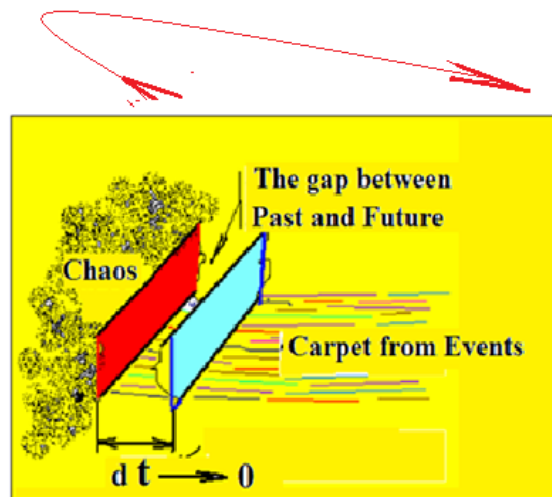 The gap between
Past and Future
Chaos
Carpet from Events
d t → 0